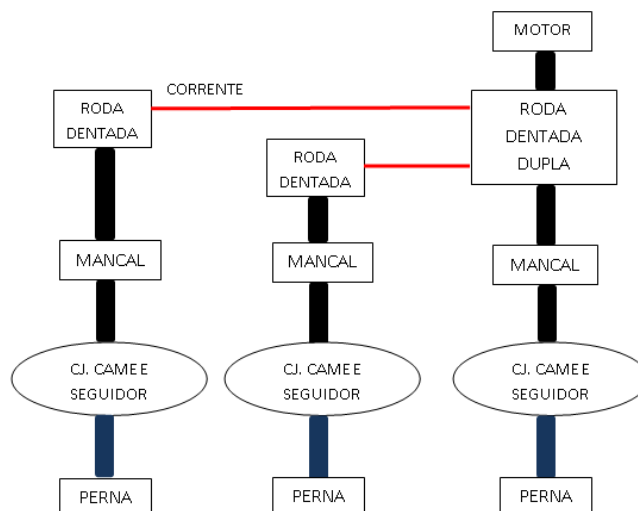 MOTOR
CORRENTE
RODA
DENTADA
RODA
DENTADA
DUPLA
RODA
DENTADA
MANCAL
MANCAL
MANCAL
CJ. CAME E
SEGUIDOR
CJ. CAME E
SEGUIDOR
CJ. CAME E
SEGUIDOR
PERNA
PERNA
PERNA